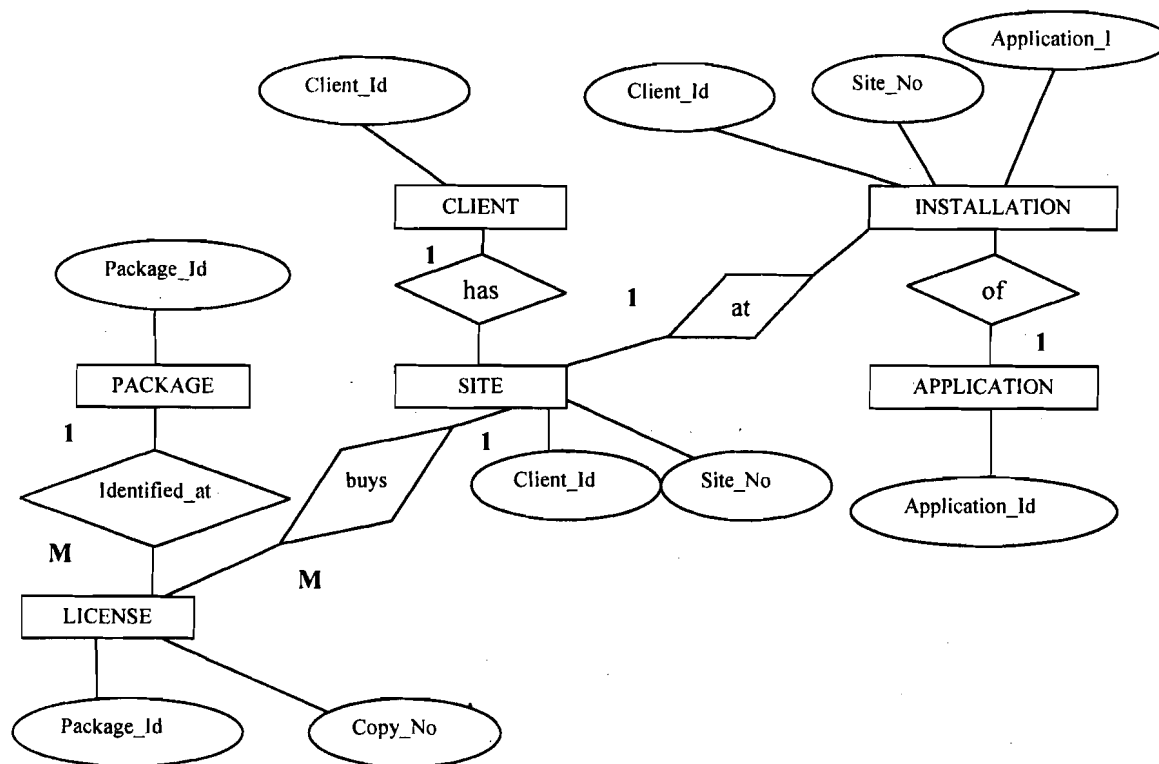 Application_I
Client_Id
Client_Id
Site_No
CLIENT
INSTALLATION
1
Package_Id
has
1
at
of
1
PACKAGE
SITE
APPLICATION
1
1
buys
Identified_at
Client_Id
Site_No
Application_Id
M
M
LICENSE
Package_Id
Copy_No